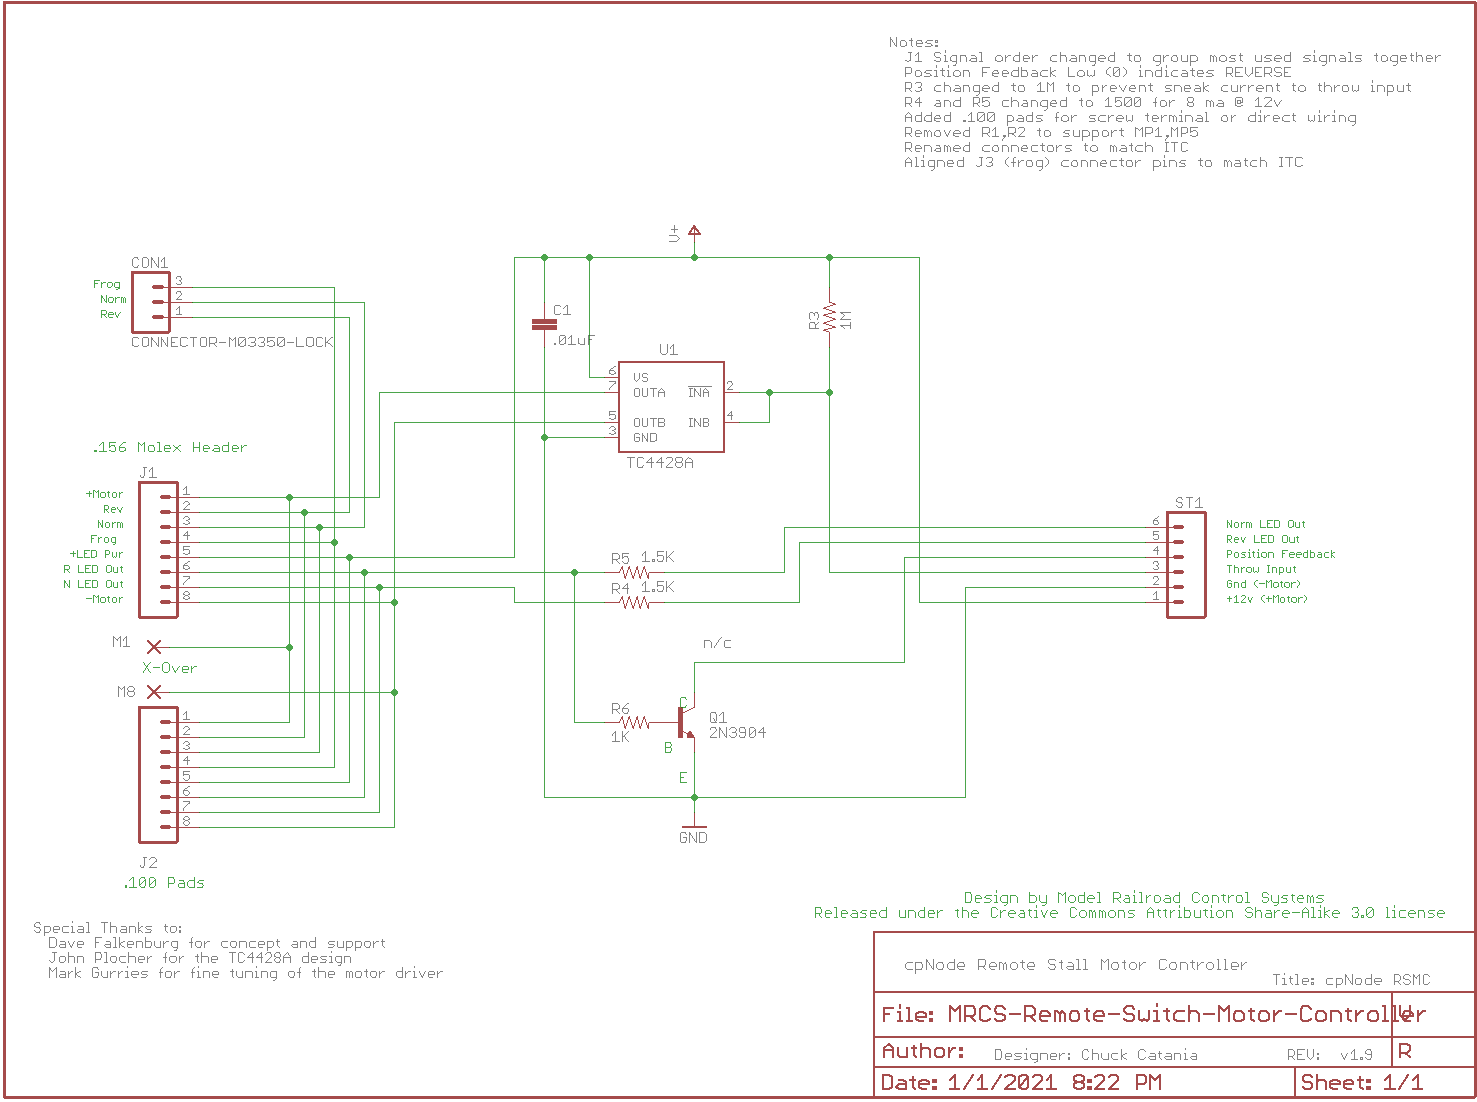 Notes:
J1 Signal order changed to group most used signals together
Position Feedback Low (0) indicates REVERSE
R3 changed to 1M to prevent sneak current to throw input
R4 and R5 changed to 1500 for 8 ma @ 12v
Added .100 pads for screw terminal or direct wiring
Removed R1,R2 to support MP1,MP5
Renamed connectors to match ITC
Aligned J3 (frog) connector pins to match ITC
V+
CON1
Frog 3
Norm 2
Rev 1
CONNECTOR-M03350-LOCK
C1
.01uF
R3
1M
U1
6 VS
7 OUTA INA 2
5 OUTB INB 4
3 GND
TC4428A
.156 Molex Header
J1
+Motor 1
Rev 2
Norm 3
Frog 4
+LED Pwr 5
R LED Out 6
N LED Out 7
-Motor 8
R5 1.5K
R4 1.5K
ST1
6 Norm LED Out
5 Rev LED Out
4 Position Feedback
3 Throw Input
2 Gnd (-Motor)
1 +12v (+Motor)
M1
X-Over
M8
1
2
3
4
5
6
7
8
J2
.100 Pads
n/c
R6
1K
C
B
E
Q1
2N3904
GND
Design by Model Railroad Control Systems
Released under the Creative Commons Attribution Share-Alike 3.0 license
Special Thanks to:
Dave Falkenburg for concept and support
John Plocher for the TC4428A design
Mark Gurries for fine tuning of the motor driver
cpNode Remote Stall Motor Controller
Title: cpNode RSMC
File: MRCS-Remote-Switch-Motor-Controller
V
Author: Designer: Chuck Catania REV: v1.9 R
Date: 1/1/2021 8:22 PM Sheet: 1/1